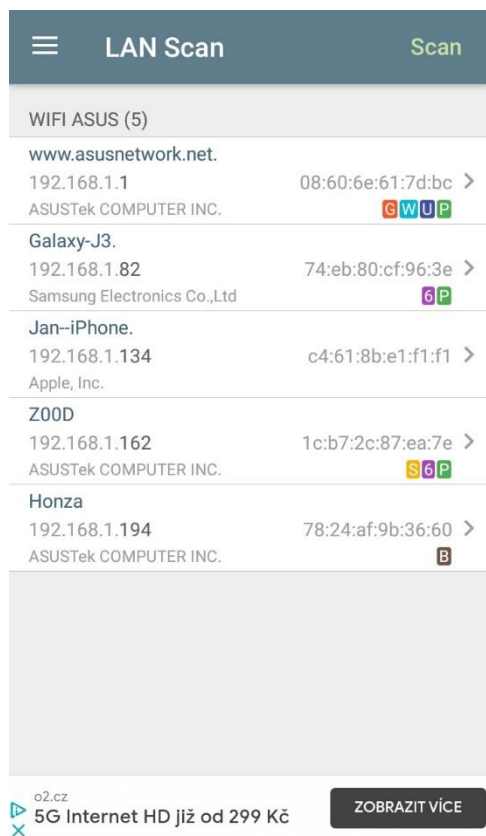 LAN Scan Scan
WIFI ASUS (5)
www.asusnetwork.net.
192.168.1.1 08:60:6e:61:7d:bc
ASUSTek COMPUTER INC. G W U P
Galaxy-J3.
192.168.1.82 74:eb:80:cf:96:3e
Samsung Electronics Co.,Ltd 6 P
Jan--iPhone.
192.168.1.134 c4:61:8b:e1:f1:f1
Apple, Inc.
Z00D
192.168.1.162 1c:b7:2c:87:ea:7e
ASUSTek COMPUTER INC. S 6 P
Honza
192.168.1.194 78:24:af:9b:36:60
ASUSTek COMPUTER INC. B
o2.cz
5G Internet HD již od 299 Kč ZOBRAZIT VÍCE